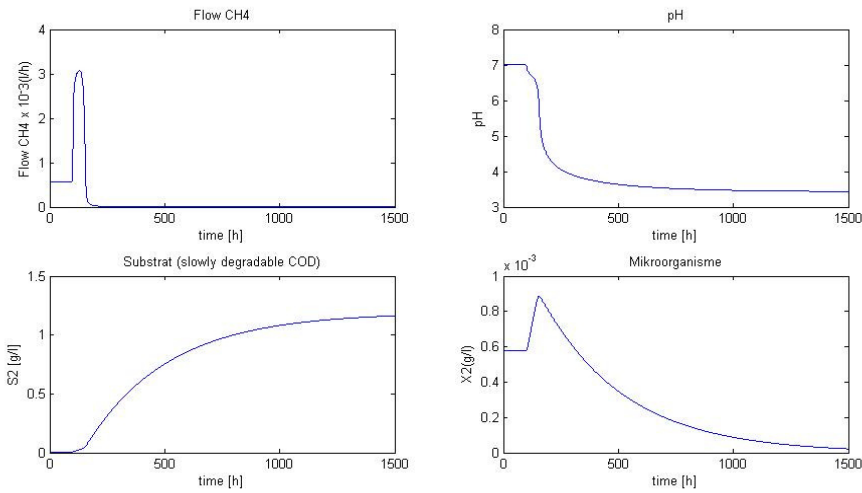 Flow CH4
Flow CH4 x 10-3(l/h)
4
3
2
1
0
0 500 1000 1500
time [h]
pH
pH
8
7
6
5
4
3
0 500 1000 1500
time [h]
Substrat (slowly degradable COD)
S2 [g/l]
1.5
1
0.5
0
0 500 1000 1500
time [h]
x 10-3
Mikroorganisme
X2(g/l)
1
0.8
0.6
0.4
0.2
0
0 500 1000 1500
time [h]